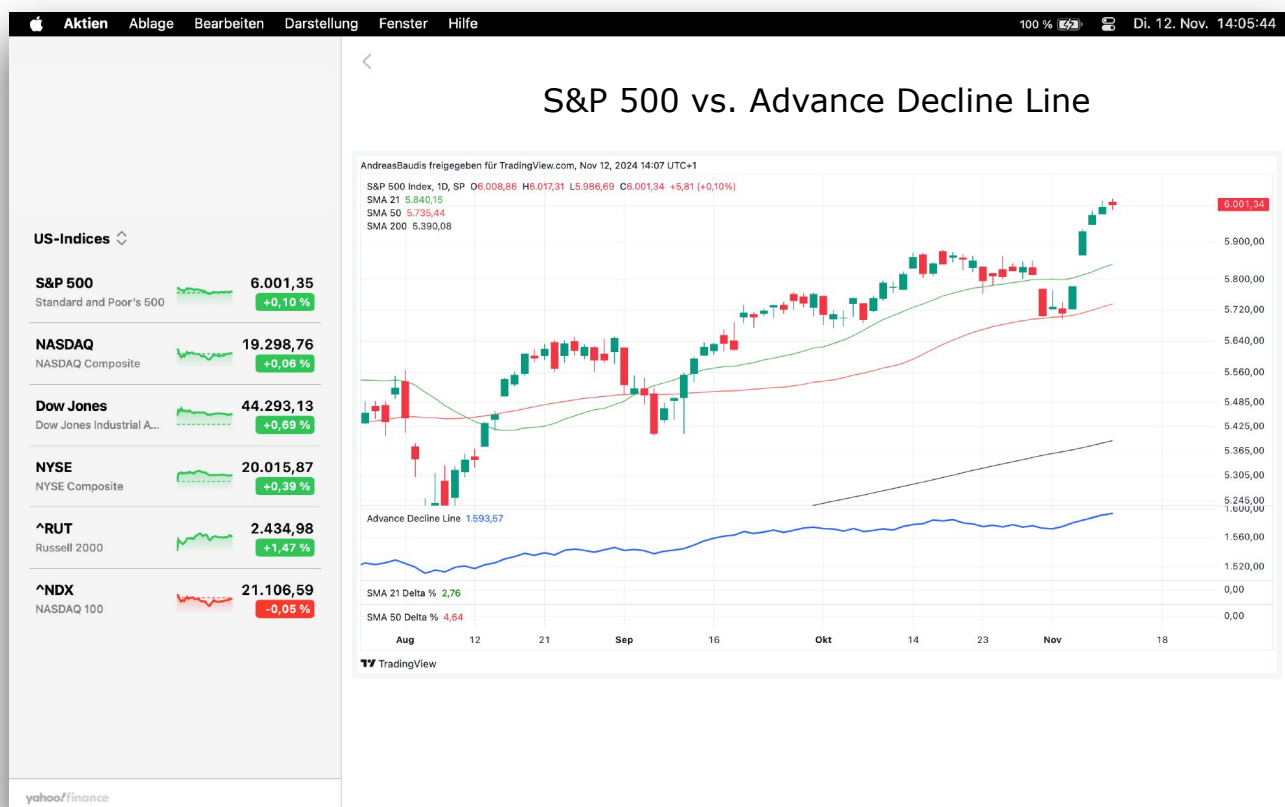 Aktien Ablage Bearbeiten Darstellung Fenster Hilfe 100 % Di. 12. Nov. 14:05:44
S&P 500 vs. Advance Decline Line
US-Indices
S&P 500 6.001,35
Standard and Poor's 500 +0,10 %
NASDAQ 19.298,76
NASDAQ Composite +0,06 %
Dow Jones 44.293,13
Dow Jones Industrial A... +0,69 %
NYSE 20.015,87
NYSE Composite +0,39 %
^RUT 2.434,98
Russell 2000 +1,47 %
^NDX 21.106,59
NASDAQ 100 -0,05 %
yahoo!finance
AndreasBaudis freigegeben für TradingView.com, Nov 12, 2024 14:07 UTC+1
S&P 500 Index, 1D, SP O6.008,86 H6.017,31 L5.986,69 C6.001,34 +5,81 (+0,10%)
SMA 21 5.840,15
SMA 50 5.735,44
SMA 200 5.390,08
6.001,34
5.900,00
5.800,00
5.720,00
5.640,00
5.560,00
5.485,00
5.425,00
5.365,00
5.305,00
5.245,00
1.600,00
Advance Decline Line 1.593,57
1.560,00
1.520,00
SMA 21 Delta % 2,76 0,00
SMA 50 Delta % 4,64 0,00
Aug 12 21 Sep 16 Okt 14 23 Nov 18
TradingView